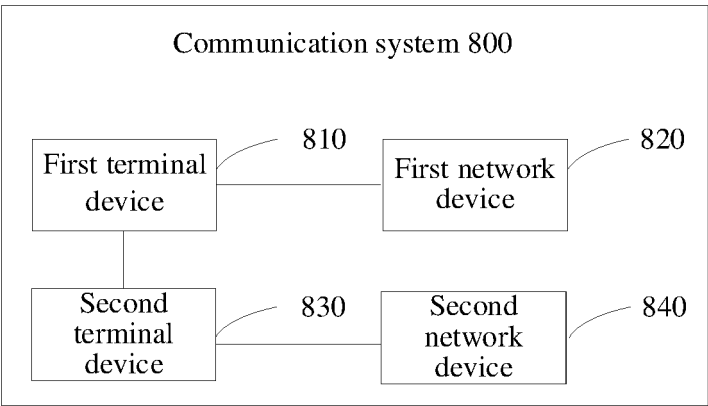 Communication system 800
First terminal
device
810
First network
device
820
Second
terminal
device
830
Second
network
device
840